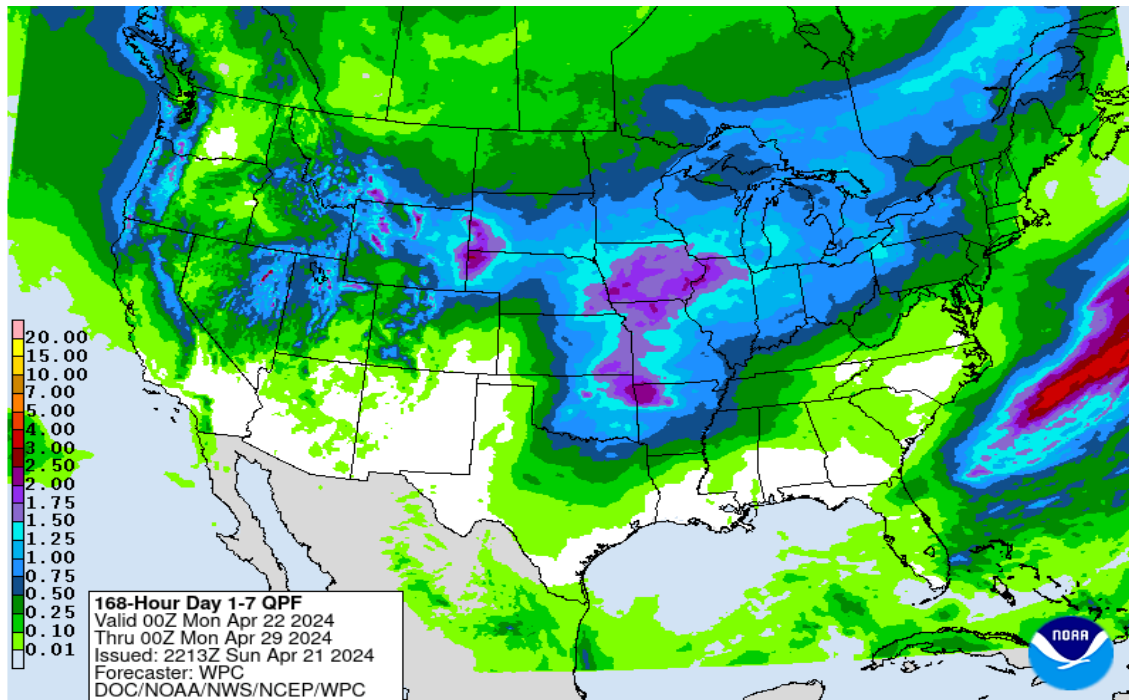 20.00
15.00
10.00
7.00
5.00
4.00
3.00
2.50
2.00
1.75
1.50
1.25
1.00
0.75
0.50
0.25
0.10
0.01
168-Hour Day 1-7 QPF
Valid 00Z Mon Apr 22 2024
Thru 00Z Mon Apr 29 2024
Issued: 2213Z Sun Apr 21 2024
Forecaster: WPC
DOC/NOAA/NWS/NCEP/WPC
NOAA